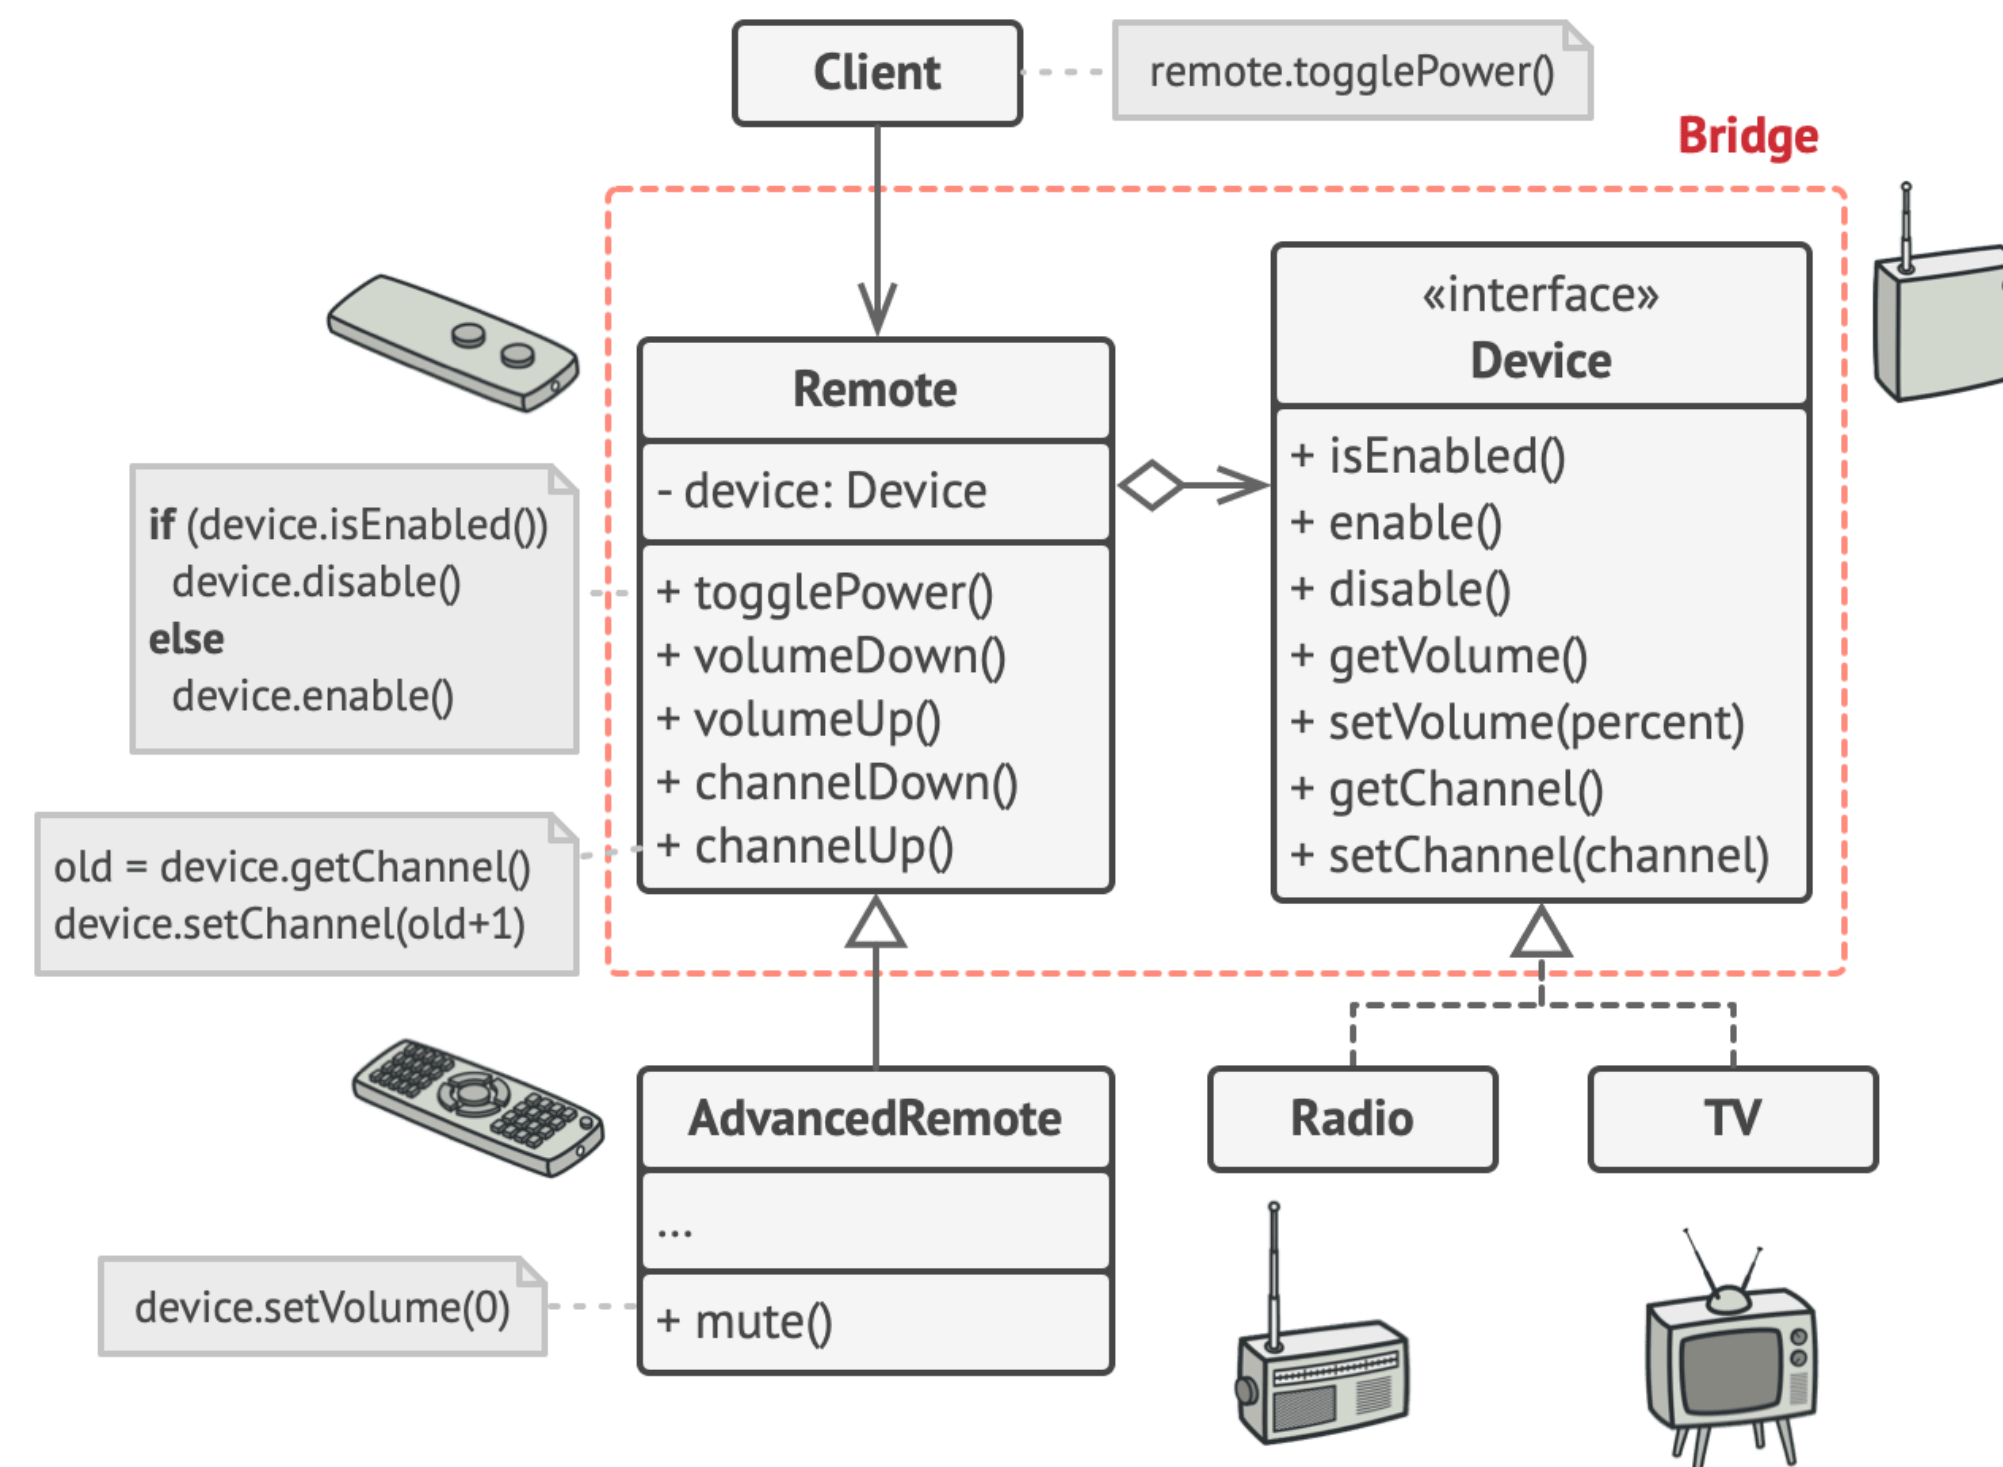 Client
remote.togglePower()
Bridge
Remote
- device: Device
+ togglePower()
+ volumeDown()
+ volumeUp()
+ channelDown()
+ channelUp()
«interface»
Device
+ isEnabled()
+ enable()
+ disable()
+ getVolume()
+ setVolume(percent)
+ getChannel()
+ setChannel(channel)
if (device.isEnabled())
device.disable()
else
device.enable()
old = device.getChannel()
device.setChannel(old+1)
AdvancedRemote
...
+ mute()
device.setVolume(0)
Radio
TV